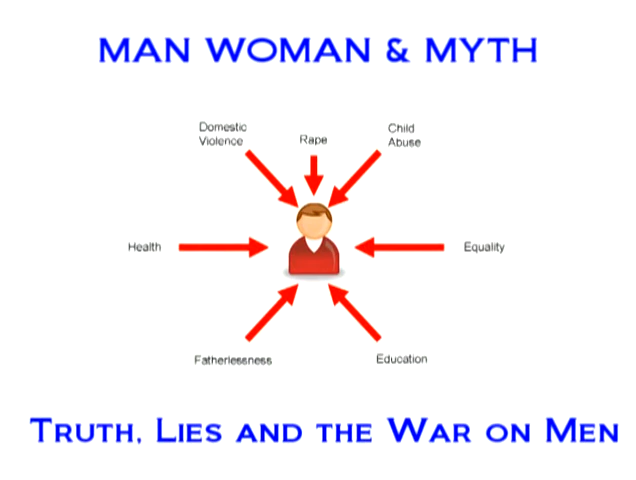 MAN WOMAN & MYTH
Domestic
Violence
Rape
Child
Abuse
Health
Equality
Fatherlessness
Education
TRUTH, LIES AND THE WAR ON MEN